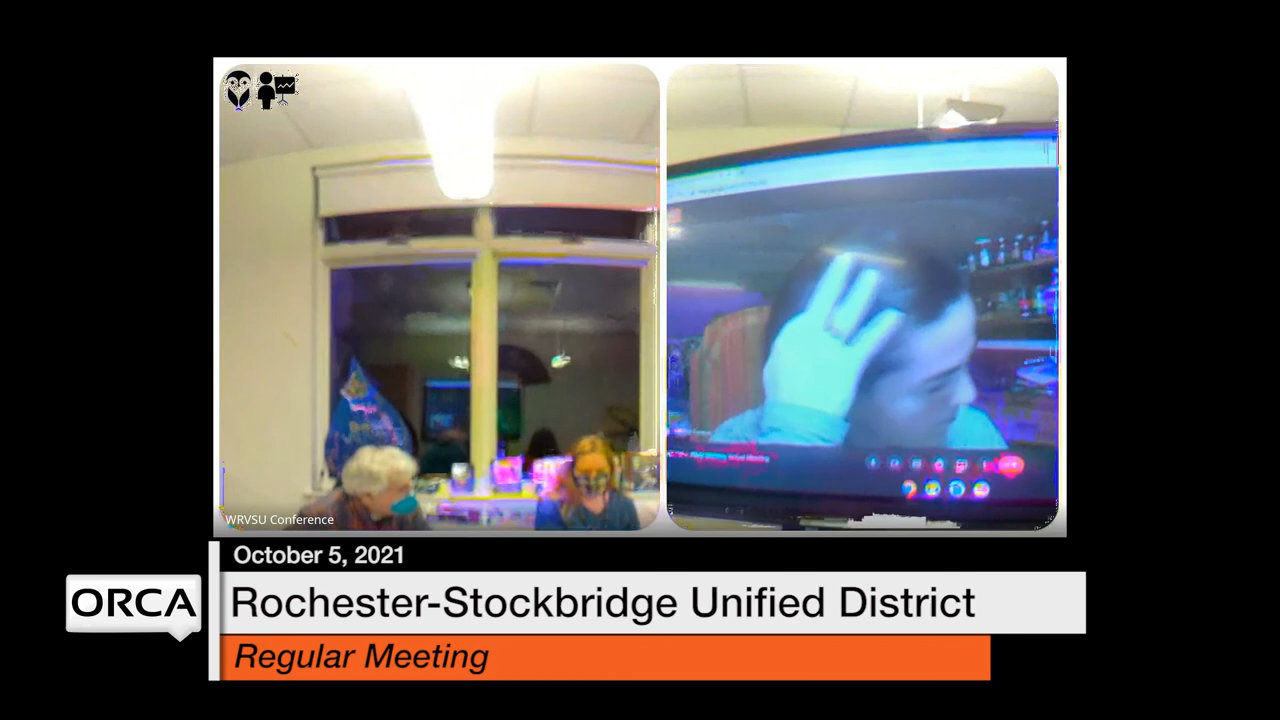 WRVSU Conference
October 5, 2021
ORCA
Rochester-Stockbridge Unified District
Regular Meeting